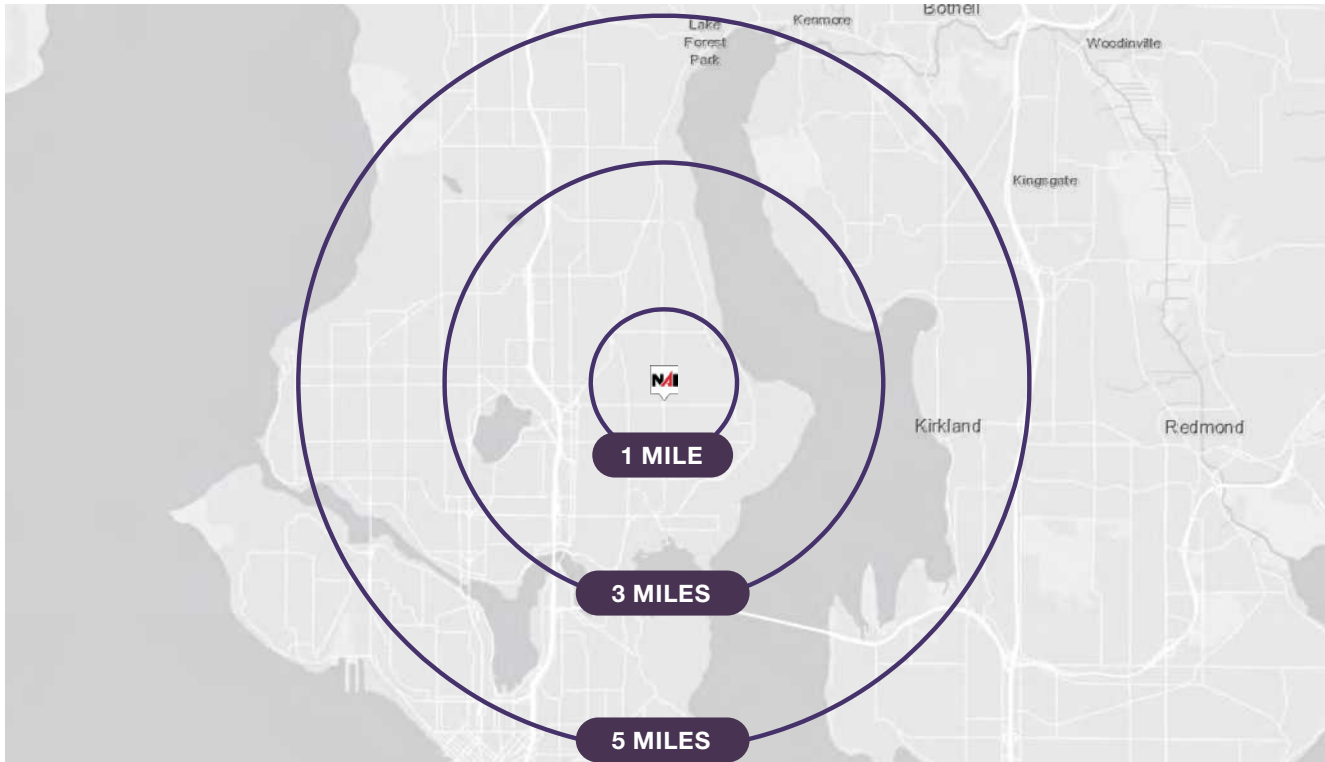 Bothell
Kenmore
Lake
Forest
Park
Woodinville
Kingsgate
NAI
Kirkland
Redmond
1 MILE
3 MILES
5 MILES